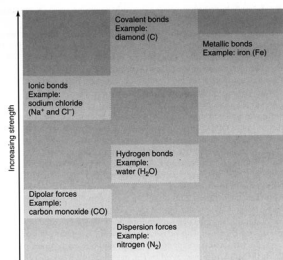 Increasing strength
Covalent bonds
Example:
diamond (C)
Metallic bonds
Example: iron (Fe)
Ionic bonds
Example:
sodium chloride
(Na⁺ and Cl⁻)
Hydrogen bonds
Example:
water (H₂O)
Dipolar forces
Example:
carbon monoxide (CO)
Dispersion forces
Example:
nitrogen (N₂)